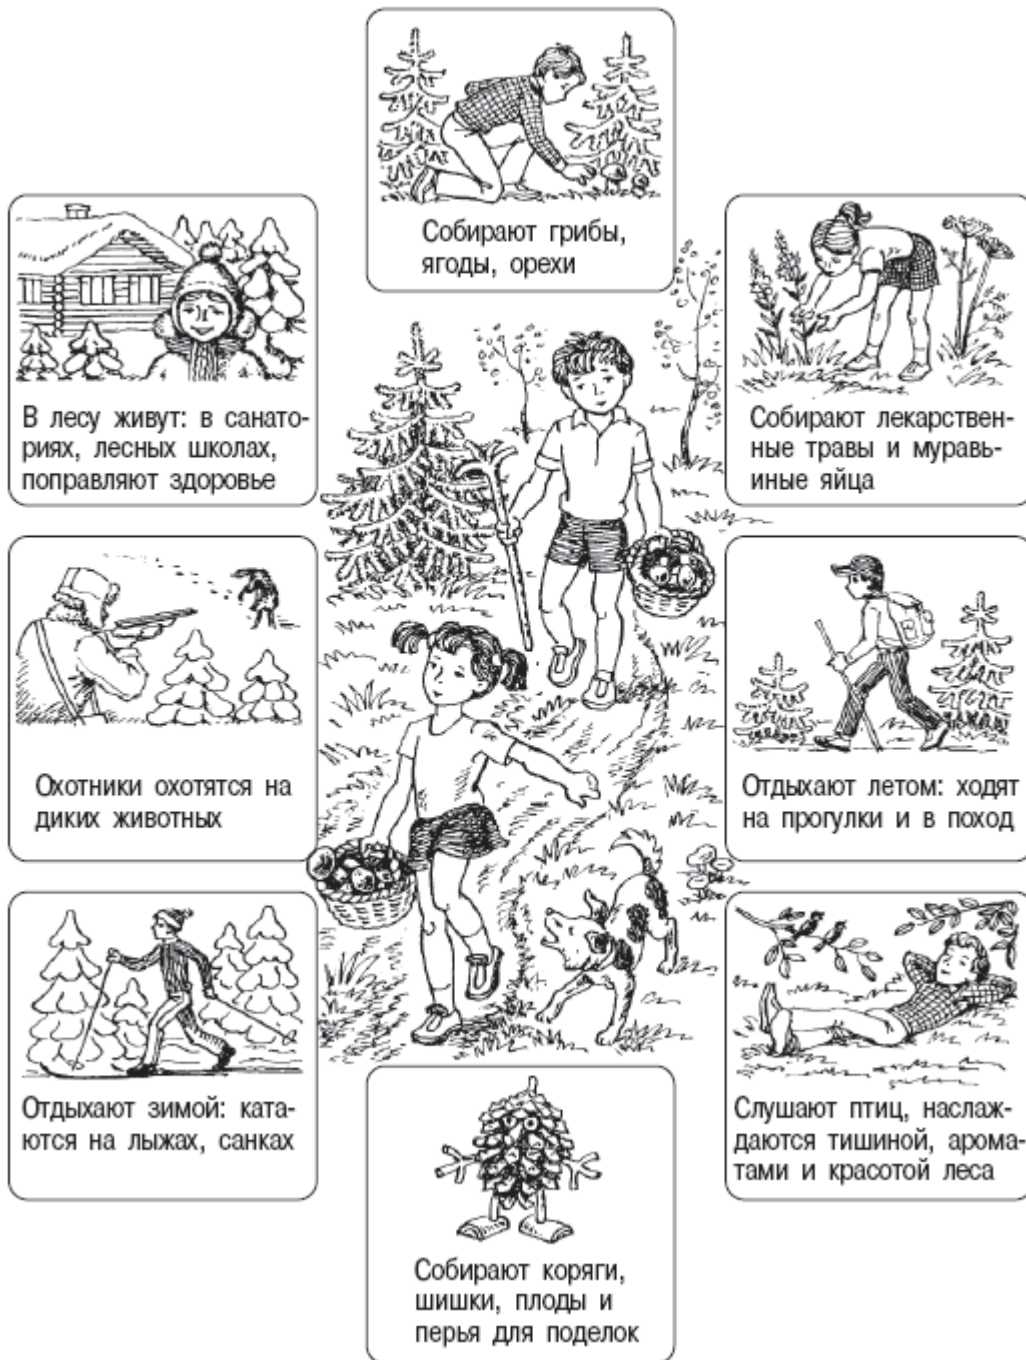 Собирают грибы,
ягоды, орехи
В лесу живут: в санато-
риях, лесных школах,
поправляют здоровье
Собирают лекарствен-
ные травы и муравь-
иные яйца
Охотники охотятся на
диких животных
Отдыхают летом: ходят
на прогулки и в поход
Отдыхают зимой: ката-
ются на лыжах, санках
Слушают птиц, наслаж-
даются тишиной, арома-
тами и красотой леса
Собирают коряги,
шишки, плоды и
перья для поделок